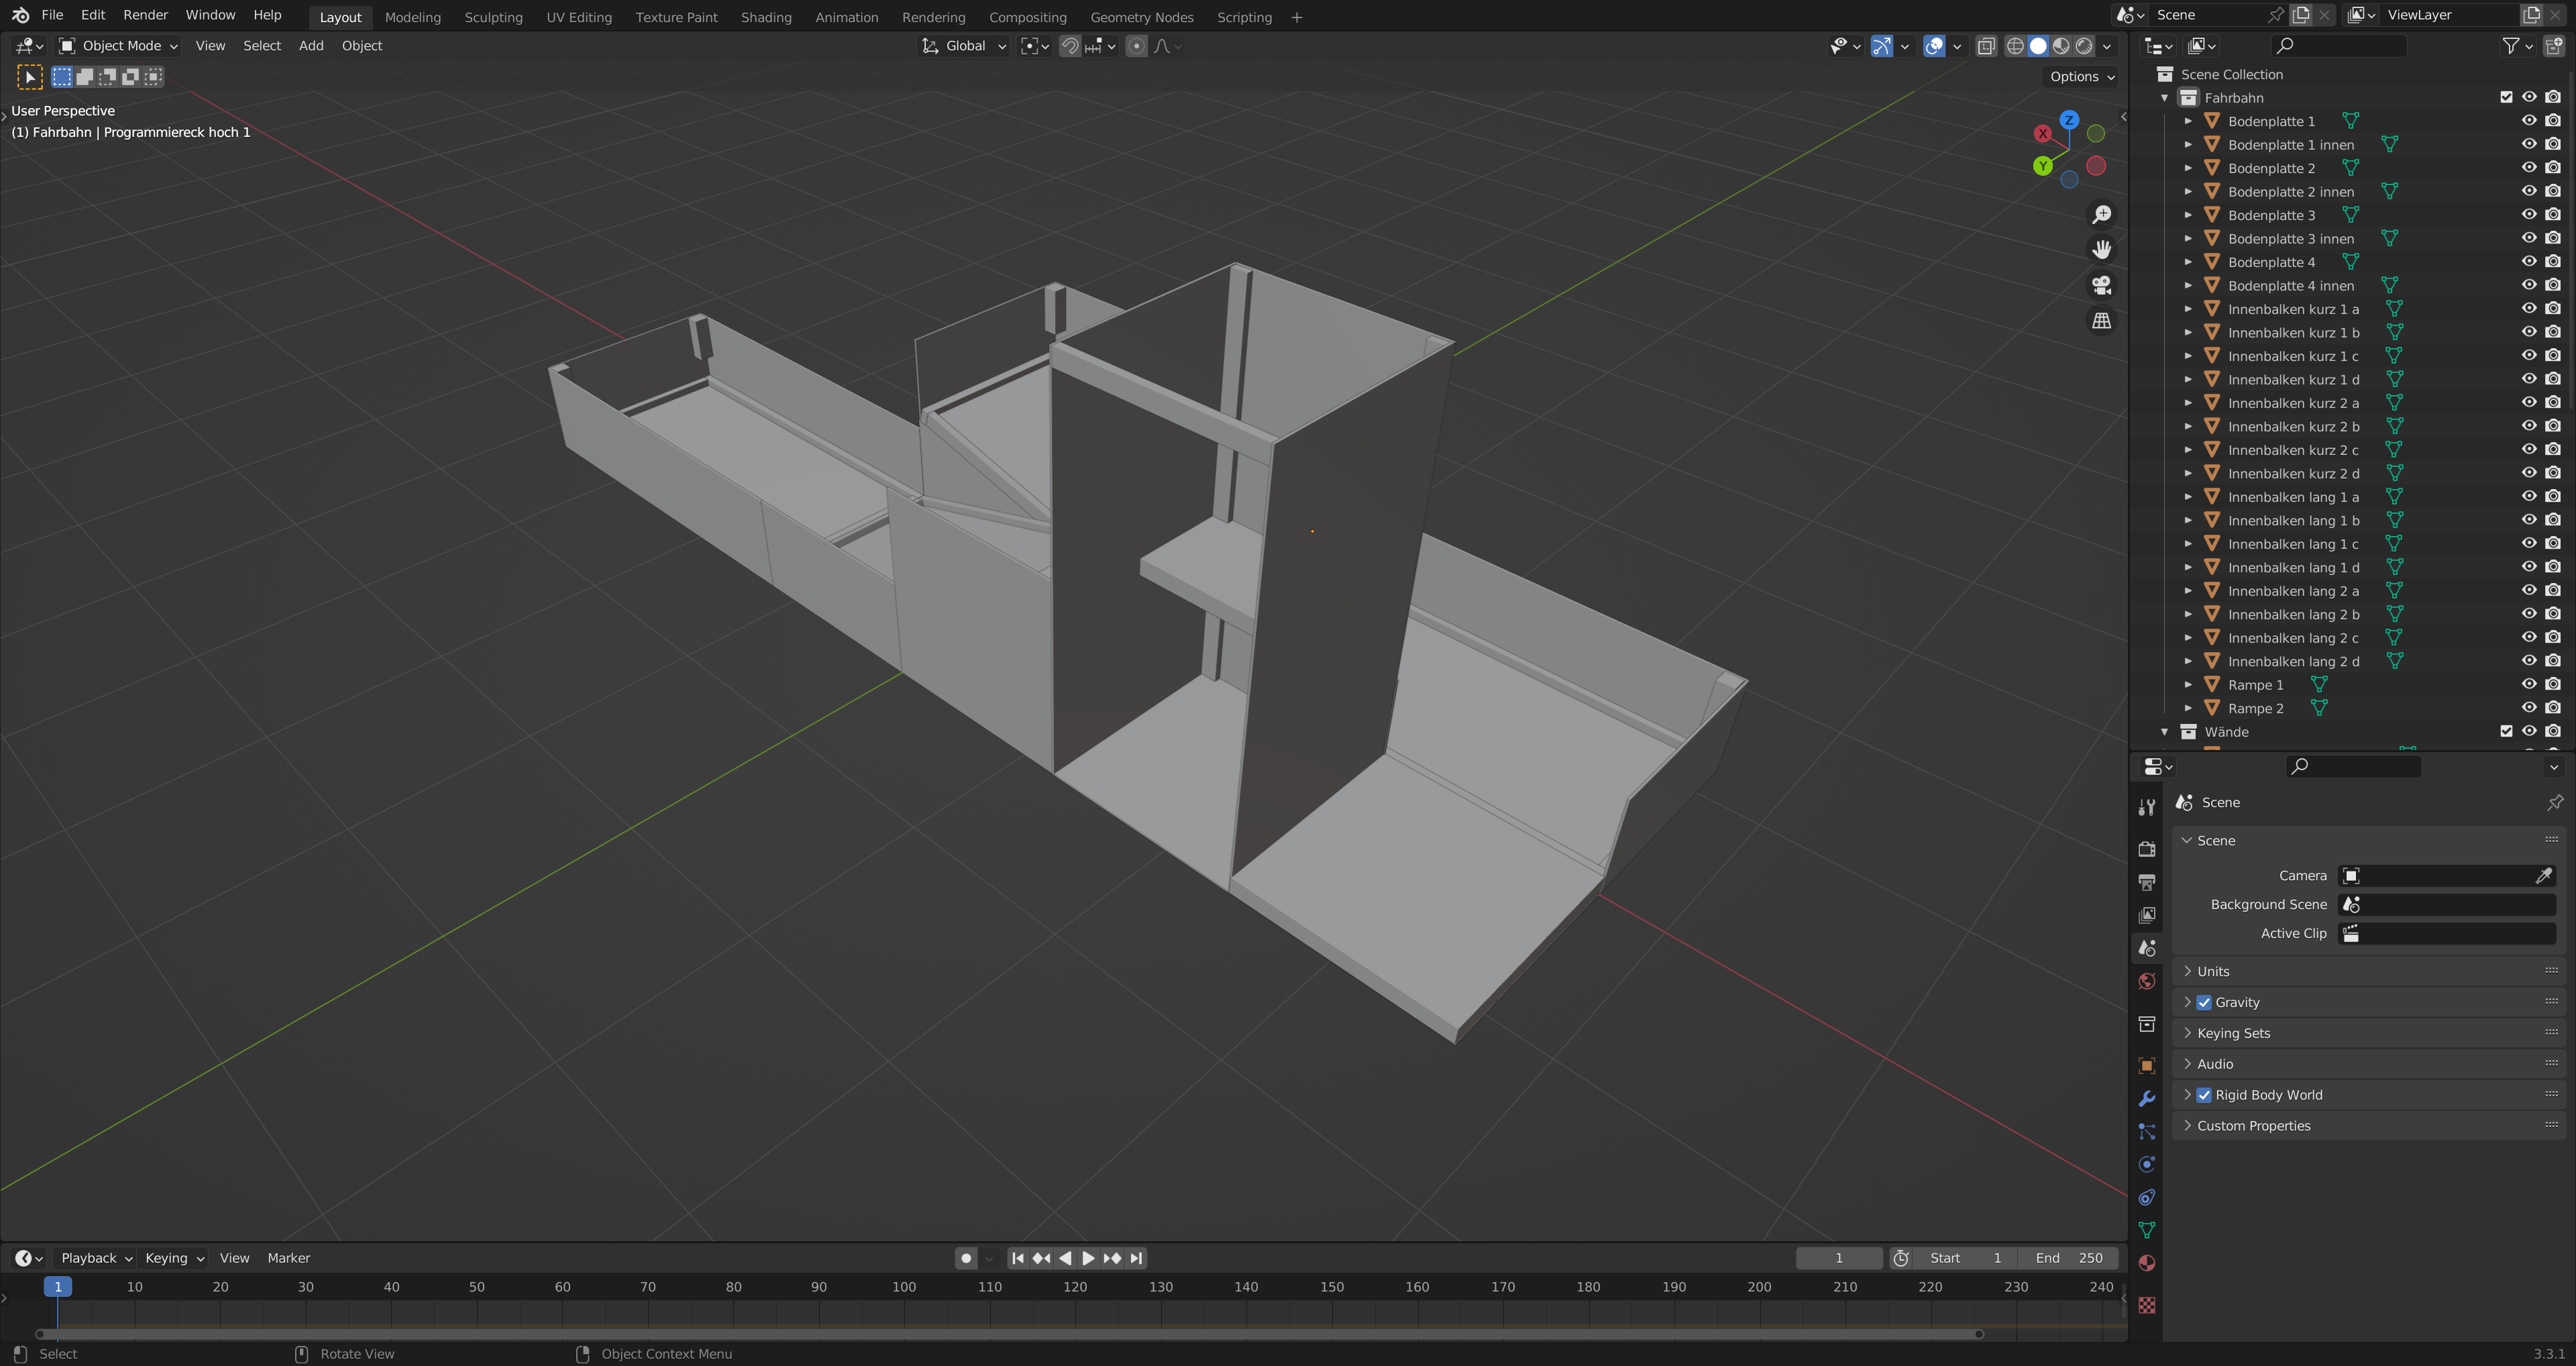 File Edit Render Window Help Layout Modeling Sculpting UV Editing Texture Paint Shading Animation Rendering Compositing Geometry Nodes Scripting + Scene ViewLayer
Object Mode View Select Add Object Global
Options
User Perspective
(1) Fahrbahn | Programmiereck hoch 1
Z
X
Y
Scene Collection
Fahrbahn
Bodenplatte 1
Bodenplatte 1 innen
Bodenplatte 2
Bodenplatte 2 innen
Bodenplatte 3
Bodenplatte 3 innen
Bodenplatte 4
Bodenplatte 4 innen
Innenbalken kurz 1 a
Innenbalken kurz 1 b
Innenbalken kurz 1 c
Innenbalken kurz 1 d
Innenbalken kurz 2 a
Innenbalken kurz 2 b
Innenbalken kurz 2 c
Innenbalken kurz 2 d
Innenbalken lang 1 a
Innenbalken lang 1 b
Innenbalken lang 1 c
Innenbalken lang 1 d
Innenbalken lang 2 a
Innenbalken lang 2 b
Innenbalken lang 2 c
Innenbalken lang 2 d
Rampe 1
Rampe 2
Wände
Scene
Scene
Camera
Background Scene
Active Clip
Units
Gravity
Keying Sets
Audio
Rigid Body World
Custom Properties
Playback Keying View Marker 1 Start 1 End 250
1 10 20 30 40 50 60 70 80 90 100 110 120 130 140 150 160 170 180 190 200 210 220 230 240
Select Rotate View Object Context Menu 3.3.1